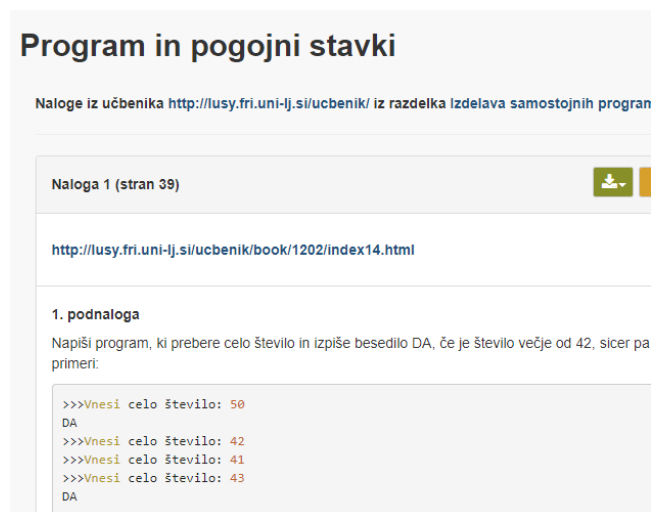 Program in pogojni stavki
Naloge iz učbenika http://lusy.fri.uni-lj.si/ucbenik/ iz razdelka Izdelava samostojnih program
Naloga 1 (stran 39)
http://lusy.fri.uni-lj.si/ucbenik/book/1202/index14.html
1. podnaloga
Napiši program, ki prebere celo število in izpiše besedilo DA, če je število večje od 42, sicer pa
primeri:
>>>Vnesi celo število: 50
DA
>>>Vnesi celo število: 42
>>>Vnesi celo število: 41
>>>Vnesi celo število: 43
DA